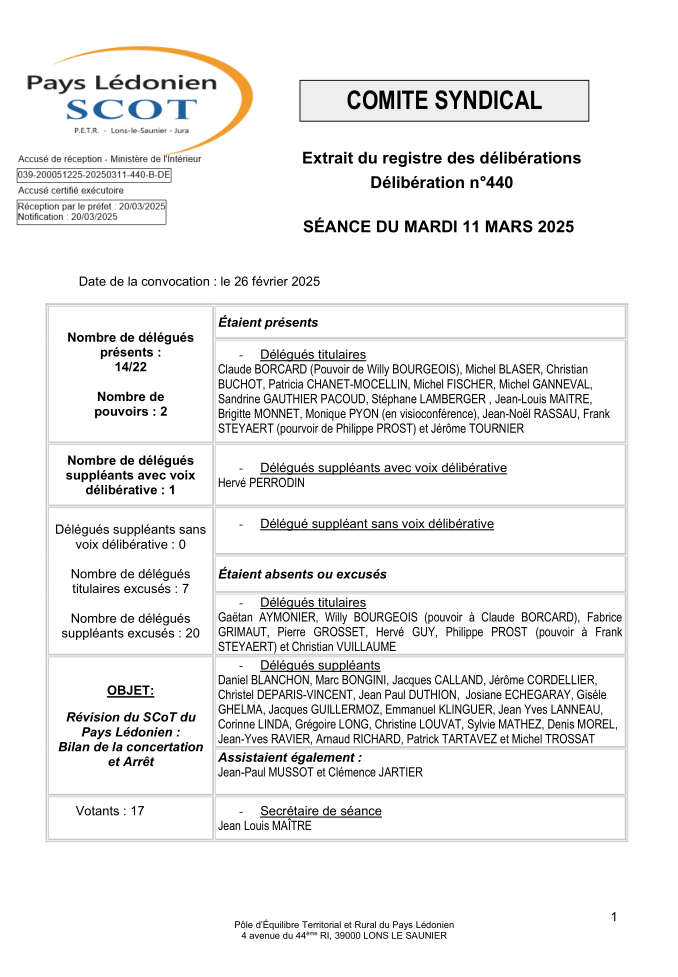 Pays Lédonien
SCOT
P.E.T.R. - Lons-le-Saunier - Jura
Accusé de réception - Ministère de l'Intérieur
039-200051225-20250311-440-B-DE
Accusé certifié exécutoire
Réception par le préfet : 20/03/2025
Notification : 20/03/2025
COMITE SYNDICAL
Extrait du registre des délibérations
Délibération n°440
SÉANCE DU MARDI 11 MARS 2025
Date de la convocation : le 26 février 2025
Nombre de délégués
présents :
14/22
Nombre de
pouvoirs : 2
Étaient présents
- Délégués titulaires
Claude BORCARD (Pouvoir de Willy BOURGEOIS), Michel BLASER, Christian
BUCHOT, Patricia CHANET-MOCELLIN, Michel FISCHER, Michel GANNEVAL,
Sandrine GAUTHIER PACOUD, Stéphane LAMBERGER , Jean-Louis MAITRE,
Brigitte MONNET, Monique PYON (en visioconférence), Jean-Noël RASSAU, Frank
STEYAERT (pourvoir de Philippe PROST) et Jérôme TOURNIER
Nombre de délégués
suppléants avec voix
délibérative : 1
- Délégués suppléants avec voix délibérative
Hervé PERRODIN
Délégués suppléants sans
voix délibérative : 0
Nombre de délégués
titulaires excusés : 7
Nombre de délégués
suppléants excusés : 20
- Délégué suppléant sans voix délibérative
Étaient absents ou excusés
- Délégués titulaires
Gaëtan AYMONIER, Willy BOURGEOIS (pouvoir à Claude BORCARD), Fabrice
GRIMAUT, Pierre GROSSET, Hervé GUY, Philippe PROST (pouvoir à Frank
STEYAERT) et Christian VUILLAUME
OBJET:
Révision du SCoT du
Pays Lédonien :
Bilan de la concertation
et Arrêt
- Délégués suppléants
Daniel BLANCHON, Marc BONGINI, Jacques CALLAND, Jérôme CORDELLIER,
Christel DEPARIS-VINCENT, Jean Paul DUTHION, Josiane ECHEGARAY, Gisèle
GHELMA, Jacques GUILLERMOZ, Emmanuel KLINGUER, Jean Yves LANNEAU,
Corinne LINDA, Grégoire LONG, Christine LOUVAT, Sylvie MATHEZ, Denis MOREL,
Jean-Yves RAVIER, Arnaud RICHARD, Patrick TARTAVEZ et Michel TROSSAT
Assistaient également :
Jean-Paul MUSSOT et Clémence JARTIER
Votants : 17
- Secrétaire de séance
Jean Louis MAÎTRE
1
Pôle d'Équilibre Territorial et Rural du Pays Lédonien
4 avenue du 44ème RI, 39000 LONS LE SAUNIER